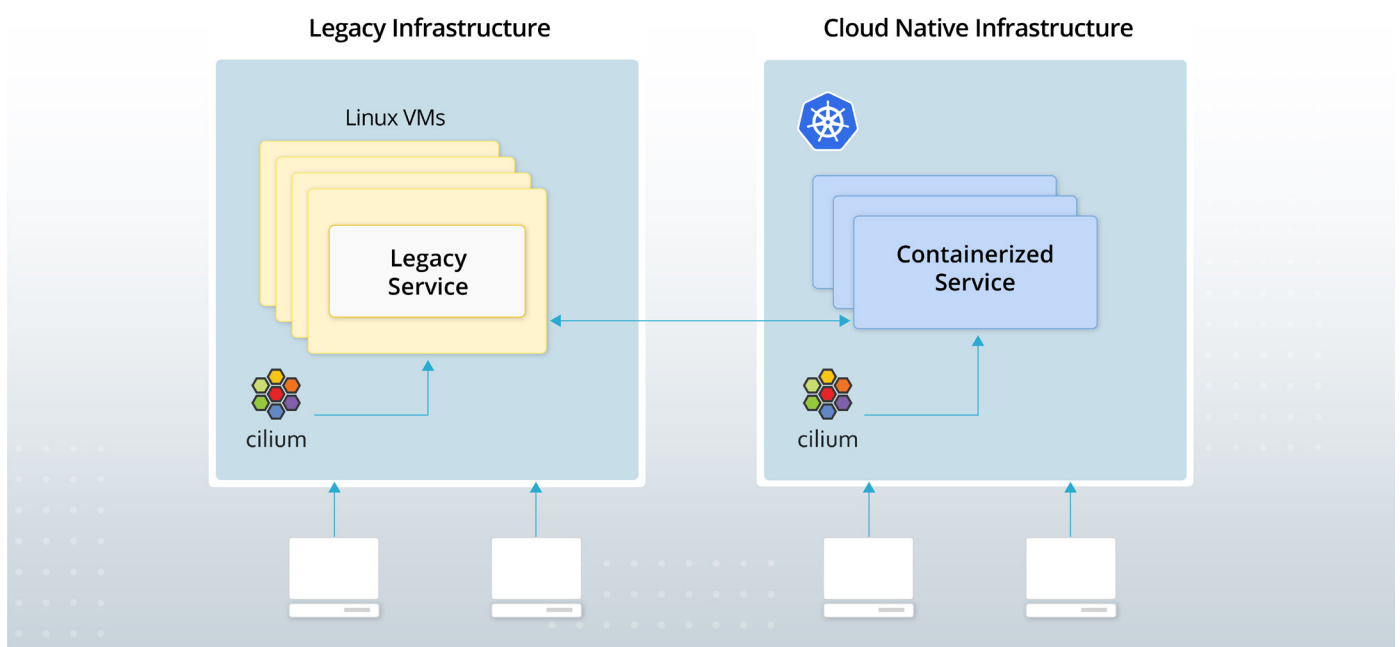 Legacy Infrastructure
Cloud Native Infrastructure
Linux VMs
Legacy
Service
Containerized
Service
cilium
cilium